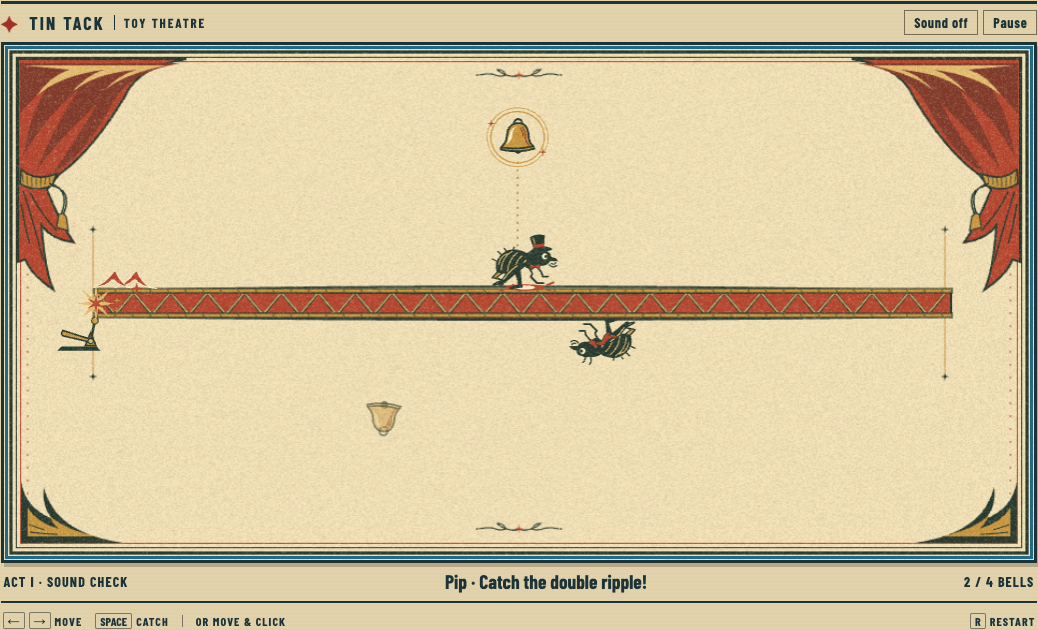 TIN TACK | TOY THEATRE
Sound off
Pause
ACT I · SOUND CHECK
Pip · Catch the double ripple!
2 / 4 BELLS
← → MOVE SPACE CATCH | OR MOVE & CLICK
R RESTART